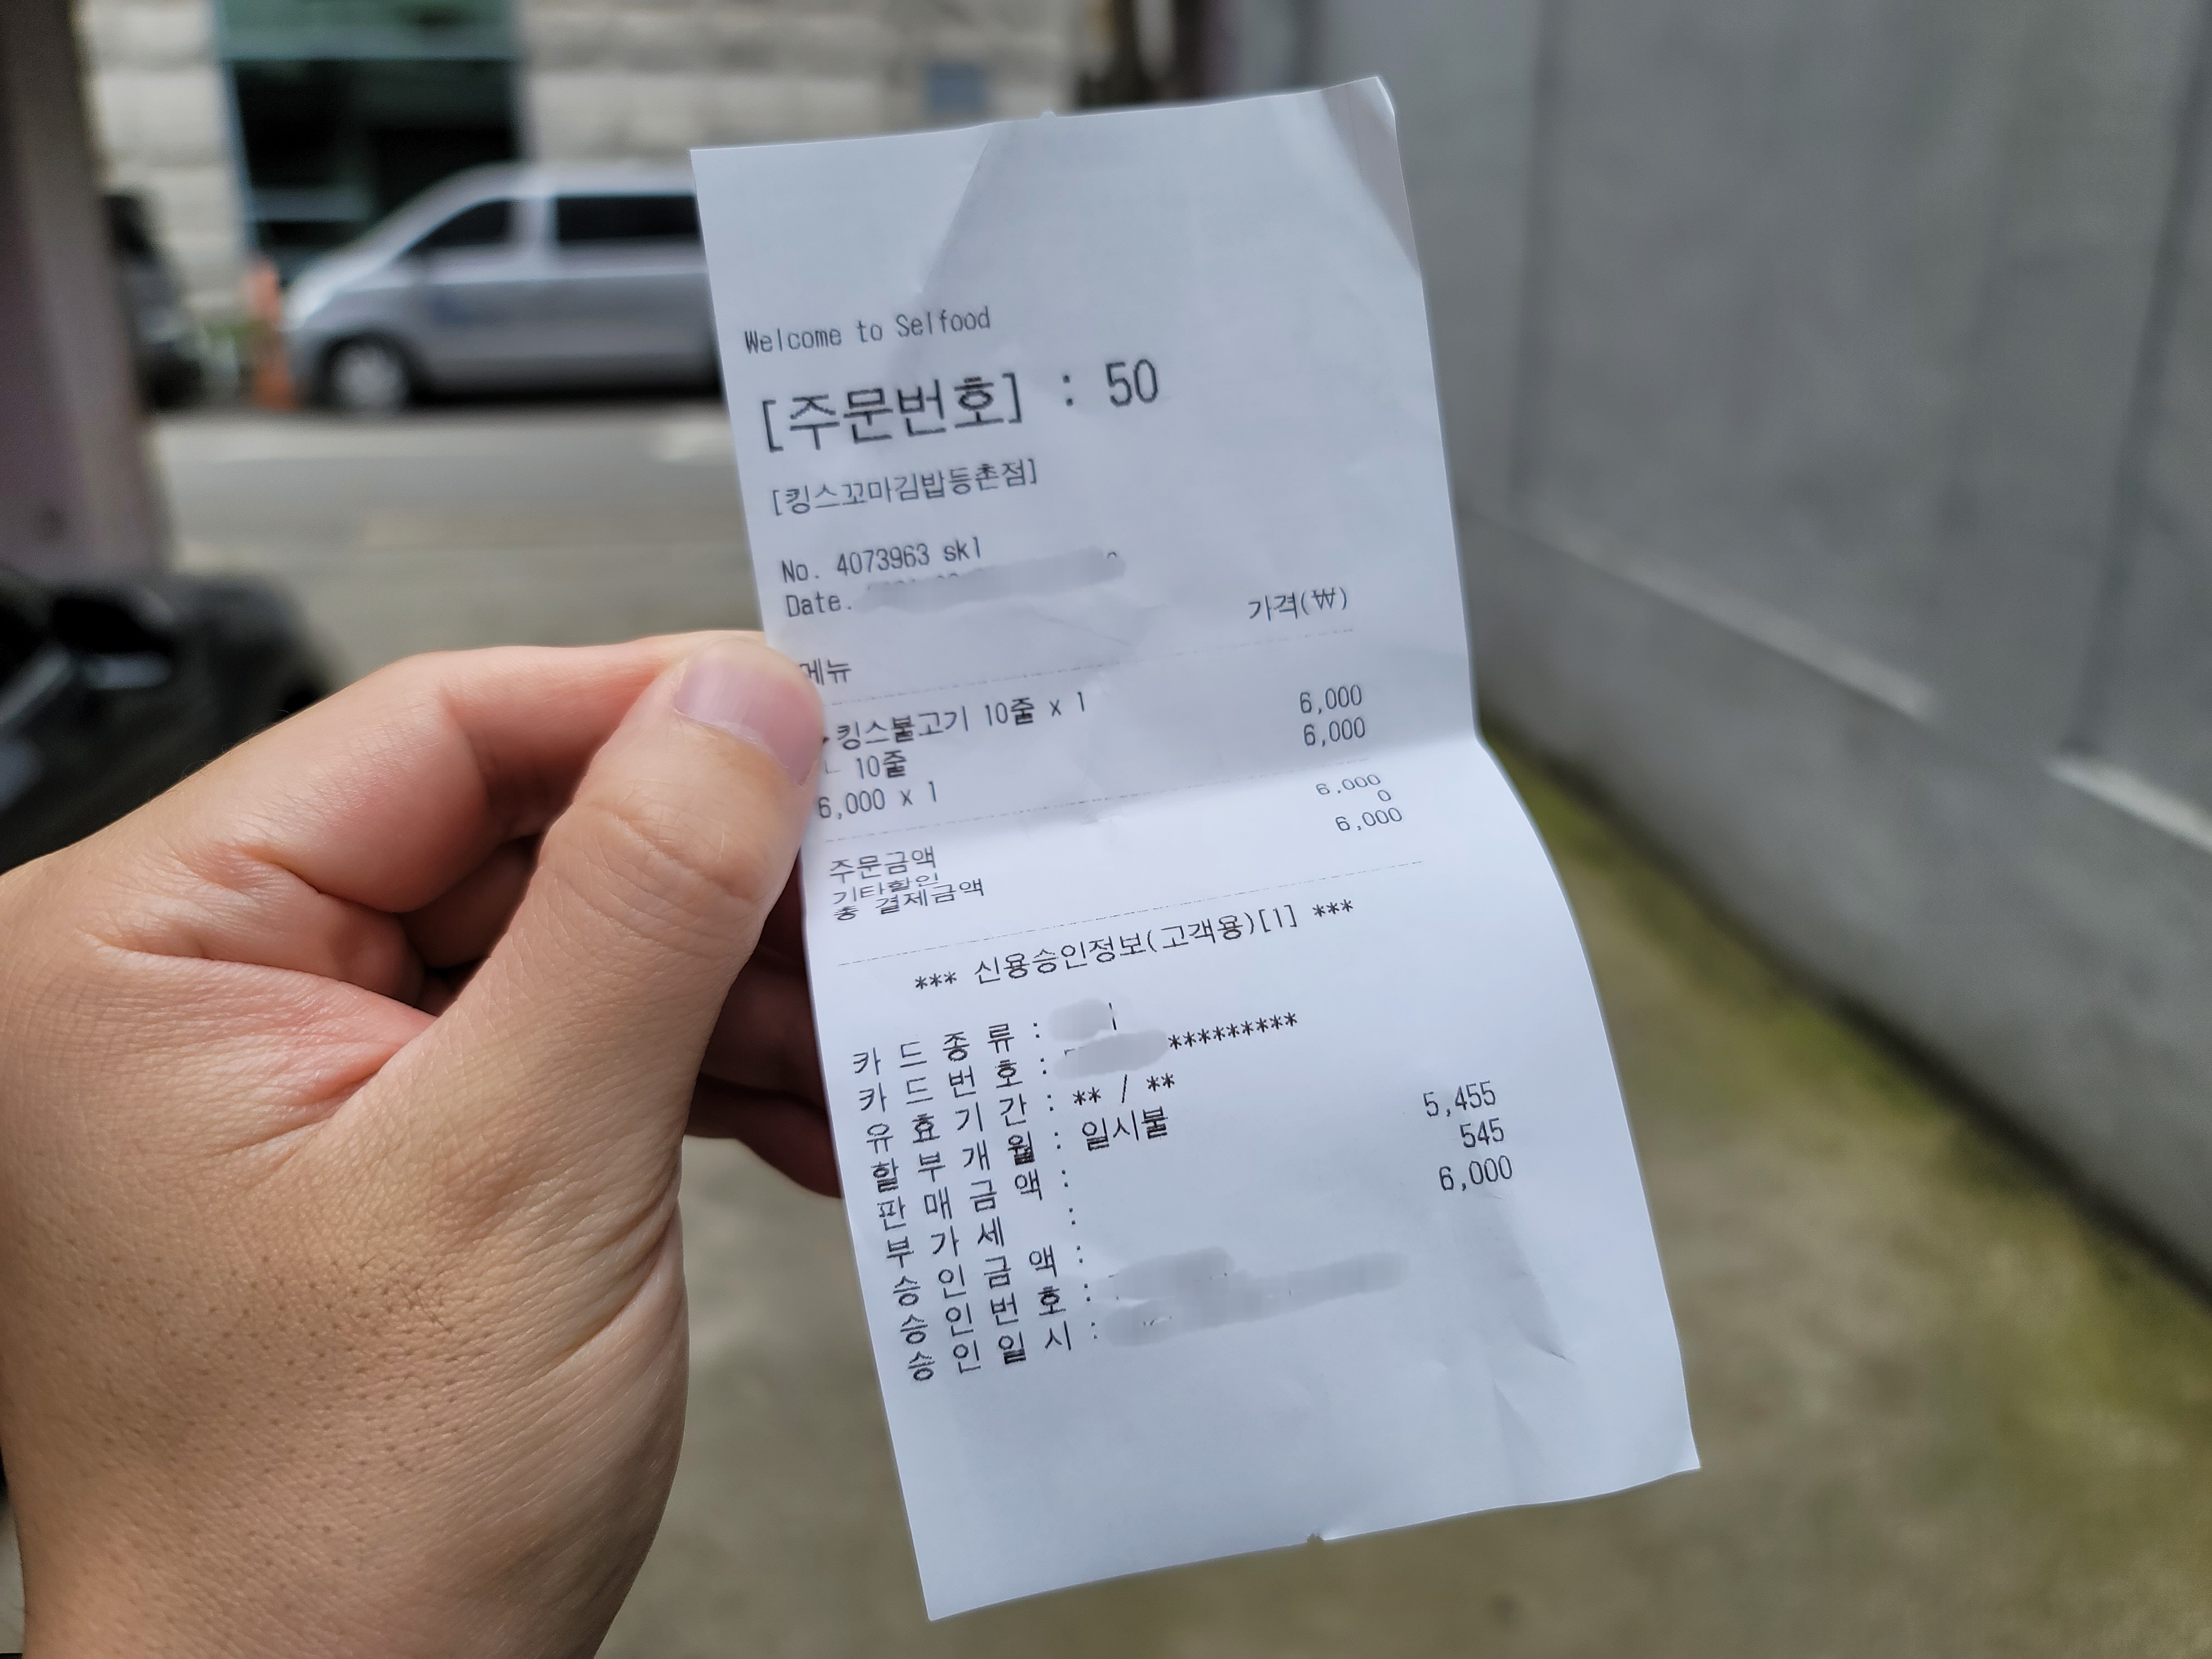 Welcome to Selfood
[주문번호] : 50
[킹스꼬마김밥등촌점]
No. 4073963 skl
Date.
메뉴 가격(₩)
킹스불고기 10줄 x 1 6,000
ㄴ 10줄 6,000
6,000 x 1
주문금액 6,000
기타할인 0
총 결제금액 6,000
*** 신용승인정보(고객용)[1] ***
카 드 종 류 :
카 드 번 호 : *********
유 효 기 간 : ** / **
할 부 개 월 : 일시불
판 매 금 액 : 5,455
부 가 세 : 545
승 인 금 액 : 6,000
승 인 번 호 :
승 인 일 시 :